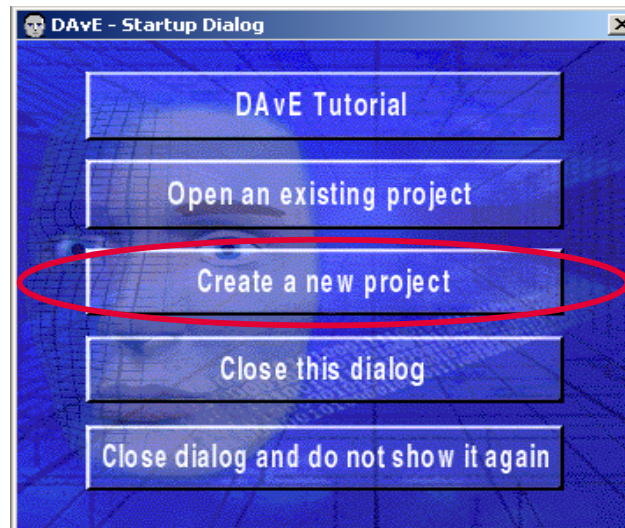 DAvE - Startup Dialog
DAvE Tutorial
Open an existing project
Create a new project
Close this dialog
Close dialog and do not show it again